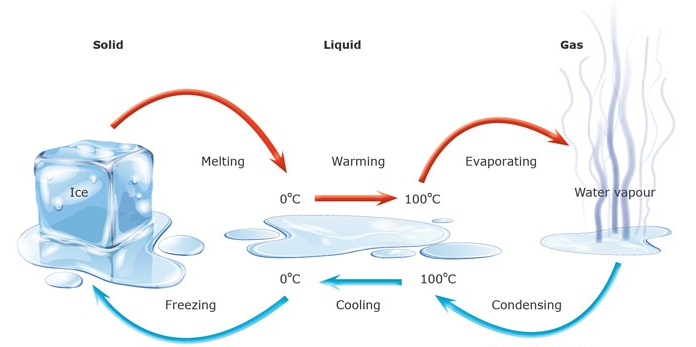 Solid Liquid Gas
Melting Warming Evaporating
Ice 0°C 100°C Water vapour
0°C 100°C
Freezing Cooling Condensing